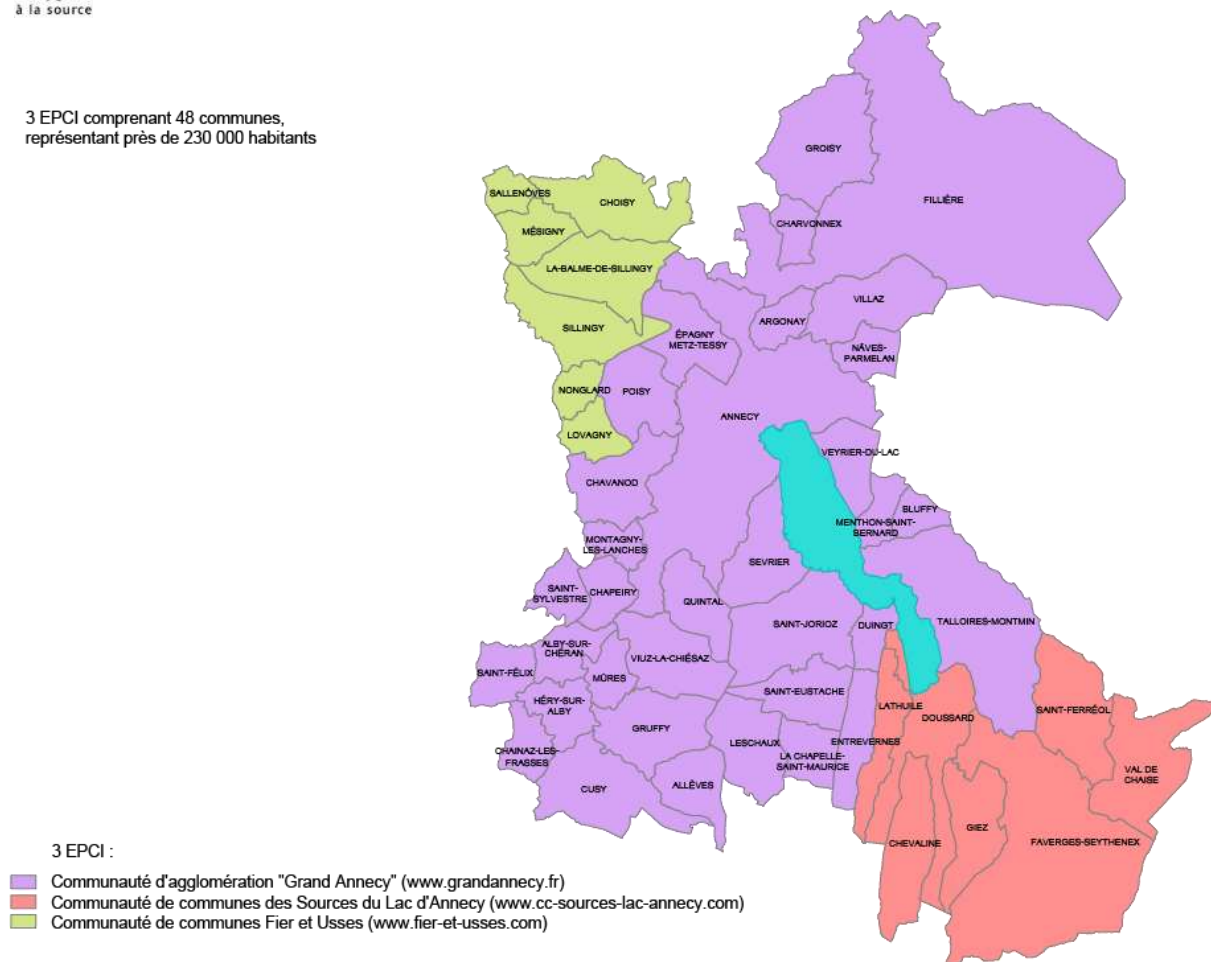 à la source
3 EPCI comprenant 48 communes,
représentant près de 230 000 habitants
GROISY
FILLIÈRE
SALLENÔVES
CHOISY
CHARVONNEX
MÉSIGNY
LA-BALME-DE-SILLINGY
VILLAZ
ARGONAY
SILLINGY
ÉPAGNY
METZ-TESSY
NÂVES-
PARMELAN
NONGLARD
POISY
ANNECY
LOVAGNY
VEYRIER-DU-LAC
CHAVANOD
BLUFFY
MENTHON-SAINT-
BERNARD
MONTAGNY-
LES-LANCHES
SEVRIER
SAINT-
SYLVESTRE
CHAPEIRY
QUINTAL
SAINT-JORIOZ
DUINGT
TALLOIRES-MONTMIN
ALBY-SUR-
CHÉRAN
VIUZ-LA-CHIÉSAZ
SAINT-FÉLIX
MÛRES
SAINT-EUSTACHE
HÉRY-SUR-
ALBY
LATHUILE
DOUSSARD
SAINT-FERRÉOL
GRUFFY
LESCHAUX
ENTREVERNES
CHAINAZ-LES-
FRASSES
LA CHAPELLE-
SAINT-MAURICE
VAL DE
CHAISE
CUSY
ALLÈVES
GIEZ
CHEVALINE
FAVERGES-SEYTHENEX
3 EPCI :
Communauté d'agglomération "Grand Annecy" (www.grandannecy.fr)
Communauté de communes des Sources du Lac d'Annecy (www.cc-sources-lac-annecy.com)
Communauté de communes Fier et Usses (www.fier-et-usses.com)